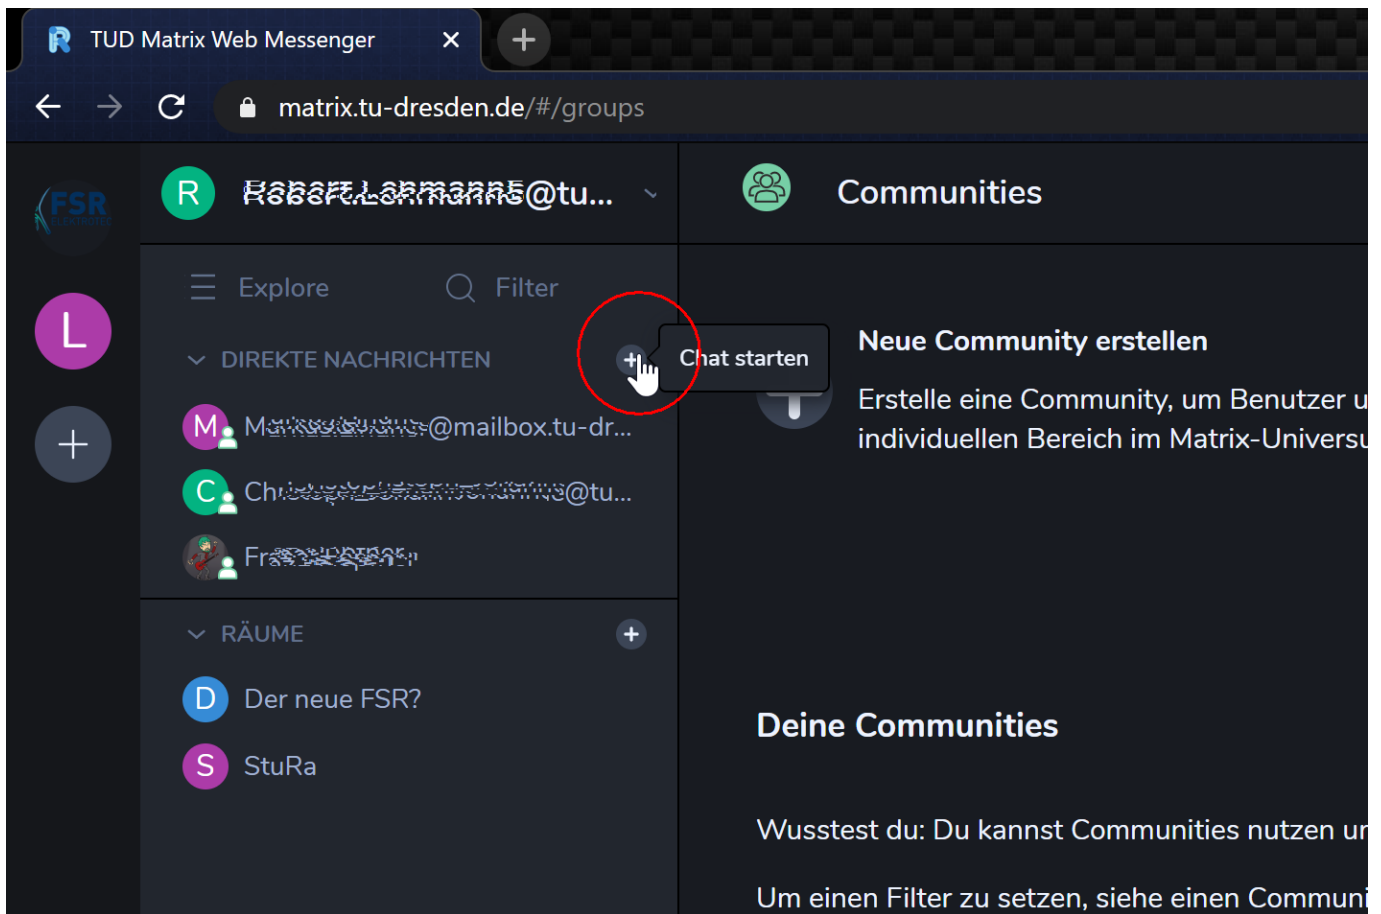 TUD Matrix Web Messenger
matrix.tu-dresden.de/#/groups
FSR
R
@tu...
Communities
Explore
Filter
L
DIREKTE NACHRICHTEN
Chat starten
Neue Community erstellen
Erstelle eine Community, um Benutzer u
individuellen Bereich im Matrix-Universu
M
@mailbox.tu-dr...
C
@tu...
RÄUME
D
Der neue FSR?
S
StuRa
Deine Communities
Wusstest du: Du kannst Communities nutzen un
Um einen Filter zu setzen, siehe einen Communi